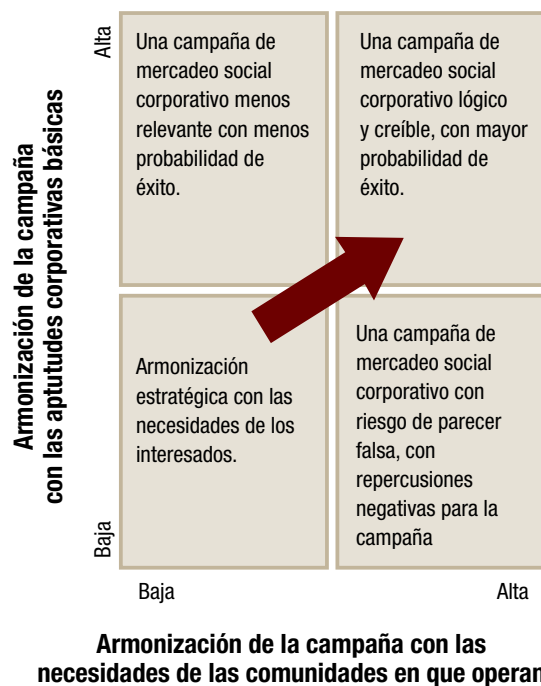 Armonización de la campaña
con las aptutudes corporativas básicas
Alta
Una campaña de
mercadeo social
corporativo menos
relevante con menos
probabilidad de
éxito.
Una campaña de
mercadeo social
corporativo lógico
y creíble, con mayor
probabilidad de
éxito.
Armonización
estratégica con las
necesidades de los
interesados.
Una campaña de
mercadeo social
corporativo con
riesgo de parecer
falsa, con
repercusiones
negativas para la
campaña
Baja
Baja
Alta
Armonización de la campaña con las
necesidades de las comunidades en que operan